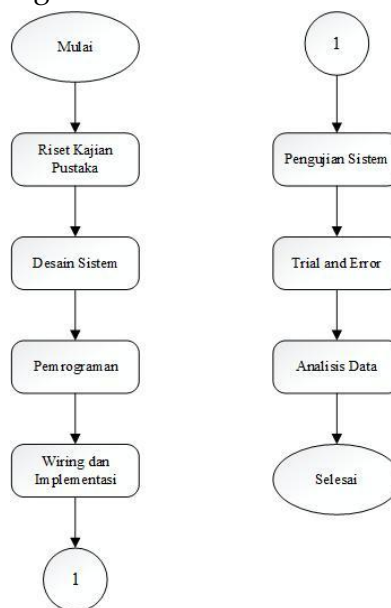 Mulai
Riset Kajian
Pustaka
Desain Sistem
Pemrograman
Wiring dan
Implementasi
1
1
Pengujian Sistem
Trial and Error
Analisis Data
Selesai